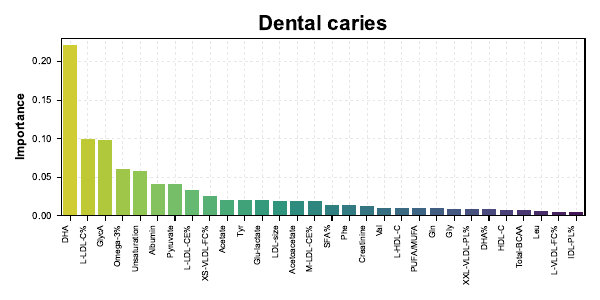 Dental caries
Importance
0.20
0.15
0.10
0.05
0.00
DHA
L-LDL-C%
GlycA
Omega-3%
Unsaturation
Albumin
Pyruvate
L-LDL-CE%
XS-VLDL-FC%
Acetate
Tyr
Glu-lactate
LDL-size
Acetoacetate
M-LDL-CE%
SFA%
Phe
Creatinine
Val
L-HDL-C
PUFA/MUFA
Gln
Gly
XXL-VLDL-PL%
DHA%
HDL-C
Total-BCAA
Leu
L-VLDL-FC%
IDL-PL%